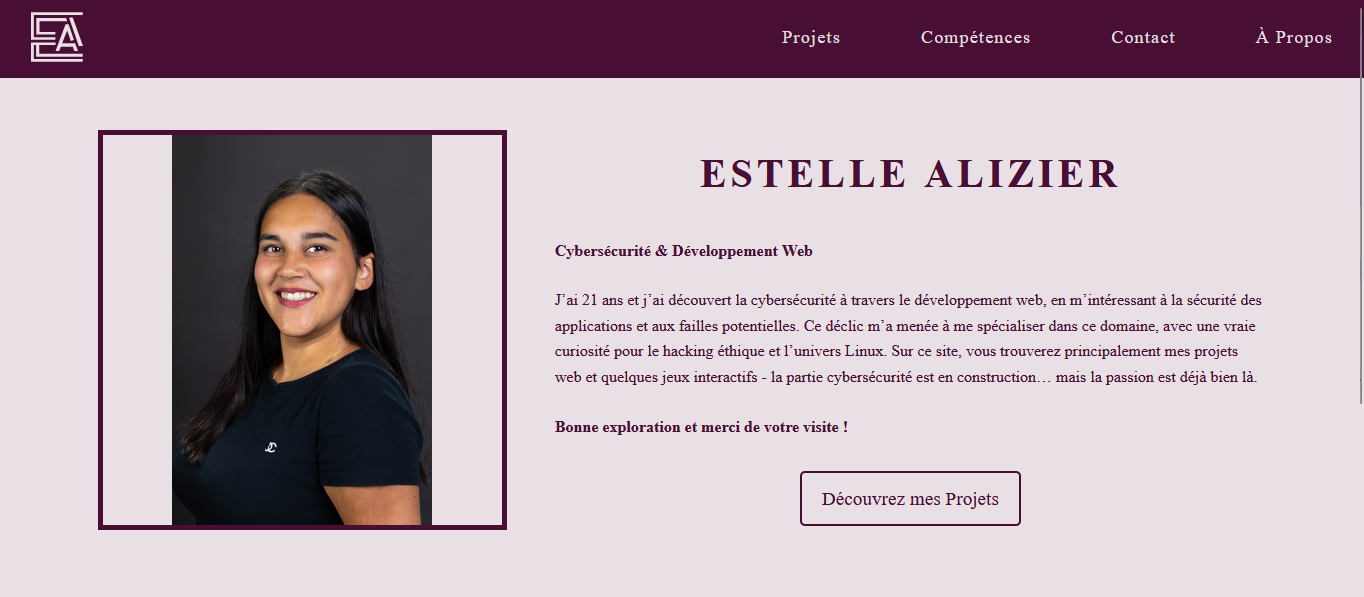 EA
Projets
Compétences
Contact
À Propos
ESTELLE ALIZIER
Cybersécurité & Développement Web
J’ai 21 ans et j’ai découvert la cybersécurité à travers le développement web, en m’intéressant à la sécurité des
applications et aux failles potentielles. Ce déclic m’a menée à me spécialiser dans ce domaine, avec une vraie
curiosité pour le hacking éthique et l’univers Linux. Sur ce site, vous trouverez principalement mes projets
web et quelques jeux interactifs - la partie cybersécurité est en construction… mais la passion est déjà bien là.
Bonne exploration et merci de votre visite !
Découvrez mes Projets